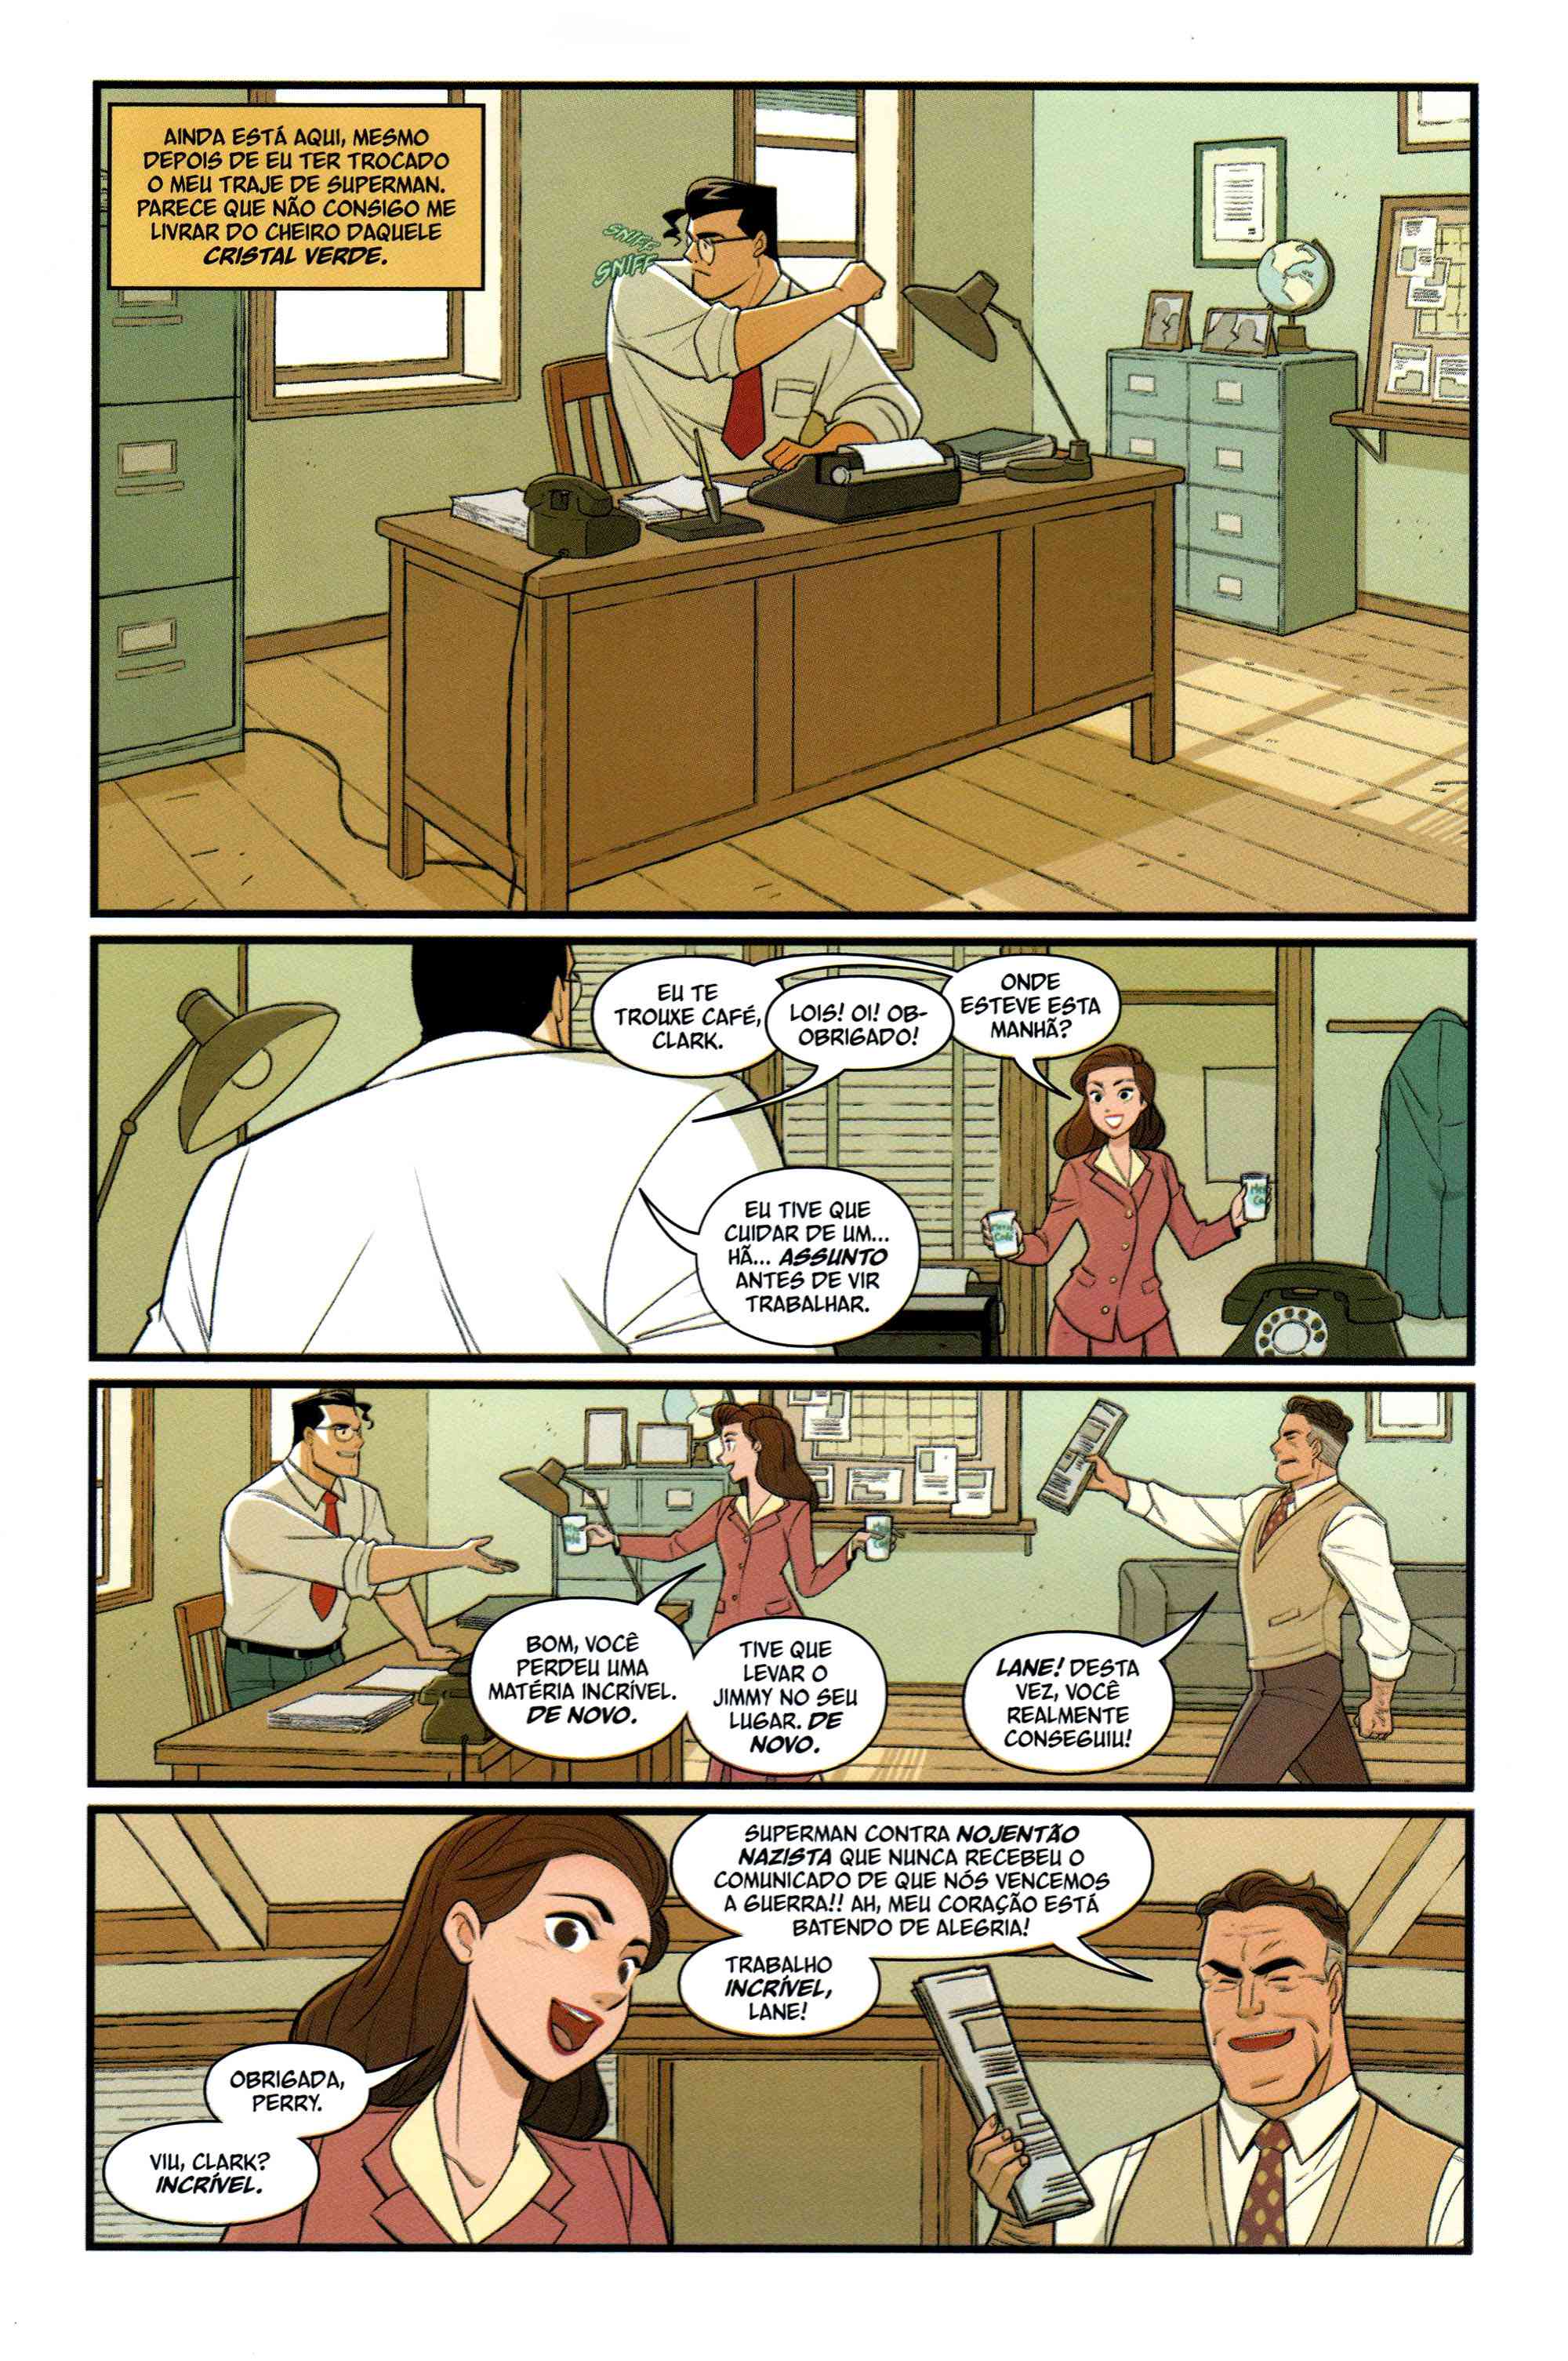 AINDA ESTÁ AQUI, MESMO
DEPOIS DE EU TER TROCADO
O MEU TRAJE DE SUPERMAN.
PARECE QUE NÃO CONSIGO ME
LIVRAR DO CHEIRO DAQUELE
CRISTAL VERDE.
SNIFF
SNIFF
EU TE
TROUXE CAFÉ,
CLARK.
LOIS! OI! OB-
OBRIGADO!
ONDE
ESTEVE ESTA
MANHÃ?
EU TIVE QUE
CUIDAR DE UM...
HÃ... ASSUNTO
ANTES DE VIR
TRABALHAR.
BOM, VOCÊ
PERDEU UMA
MATÉRIA INCRÍVEL.
DE NOVO.
TIVE QUE
LEVAR O
JIMMY NO SEU
LUGAR. DE
NOVO.
LANE! DESTA
VEZ, VOCÊ
REALMENTE
CONSEGUIU!
SUPERMAN CONTRA NOJENTÃO
NAZISTA QUE NUNCA RECEBEU O
COMUNICADO DE QUE NÓS VENCEMOS
A GUERRA!! AH, MEU CORAÇÃO ESTÁ
BATENDO DE ALEGRIA!
TRABALHO
INCRÍVEL,
LANE!
OBRIGADA,
PERRY.
VIU, CLARK?
INCRÍVEL.